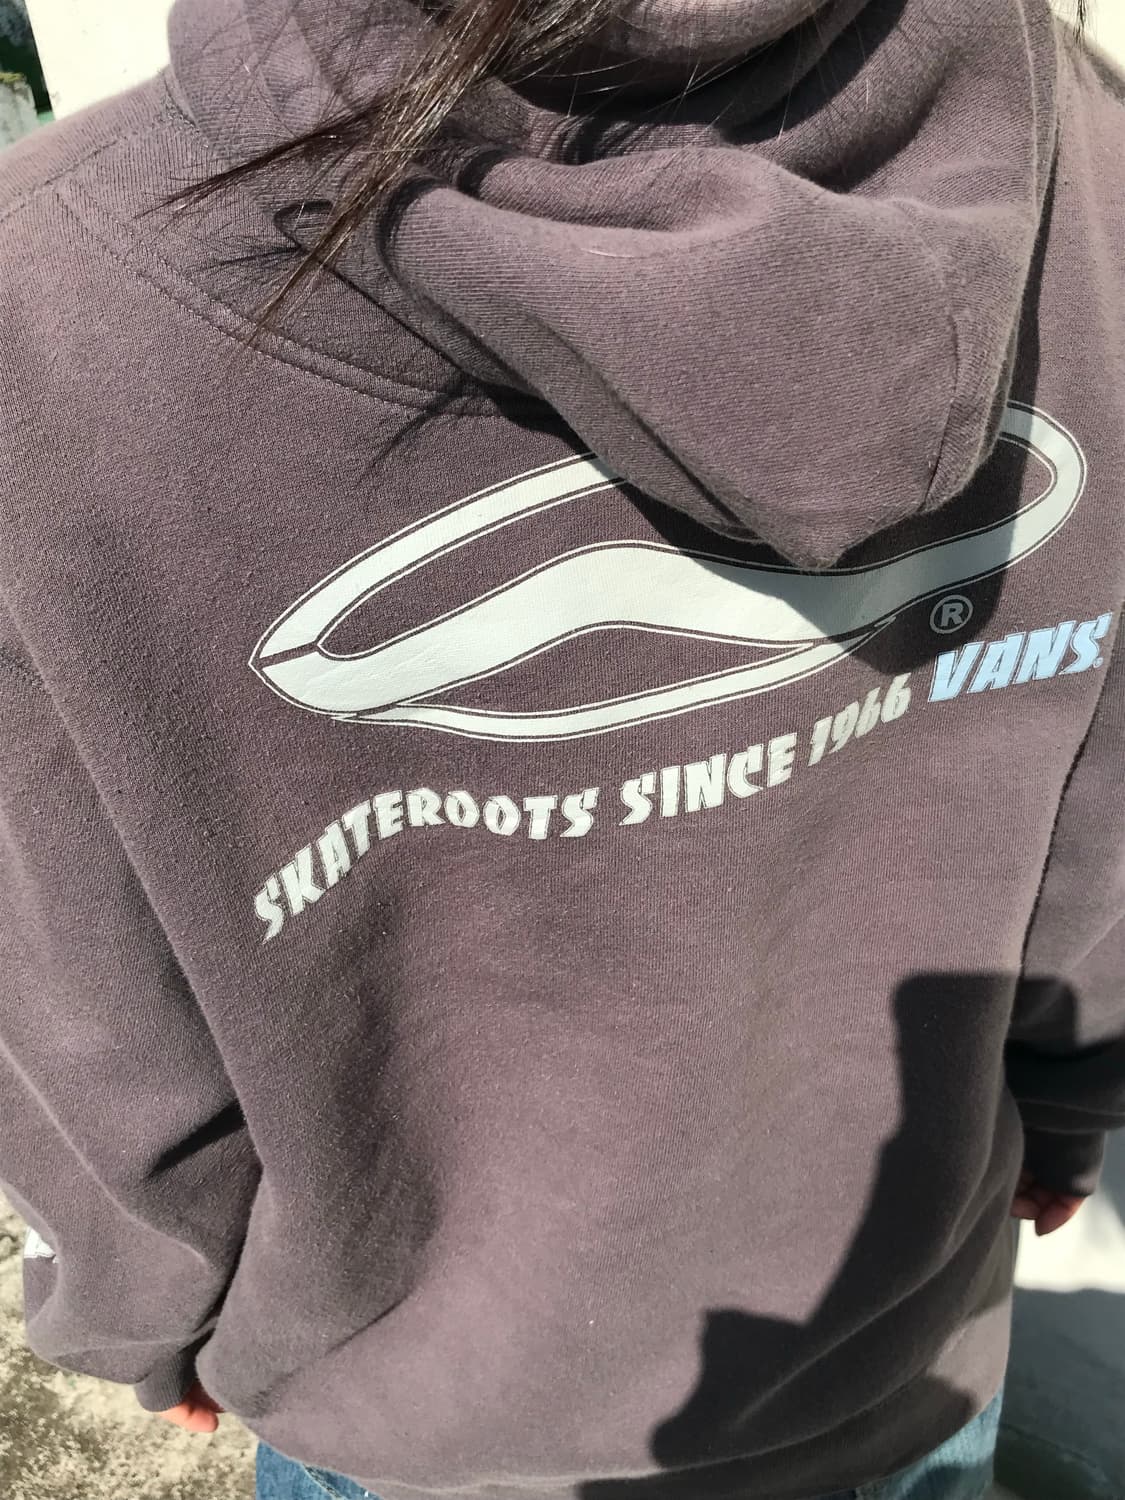 ®
SKATEROOTS SINCE 1966 VANS